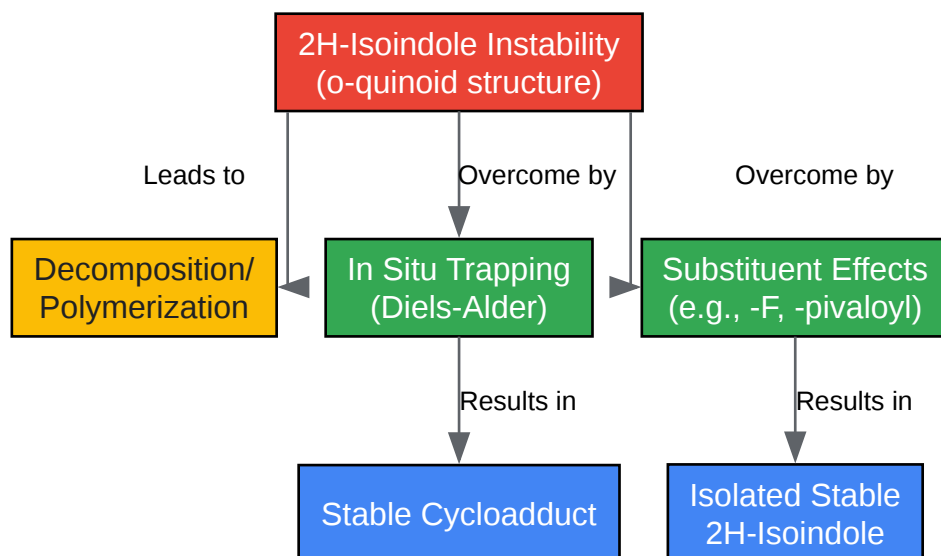 2H-Isoindole Instability
(o-quinoid structure)
Leads to
Overcome by
Overcome by
Decomposition/
Polymerization
In Situ Trapping
(Diels-Alder)
Substituent Effects
(e.g., -F, -pivaloyl)
Results in
Results in
Stable Cycloadduct
Isolated Stable
2H-Isoindole